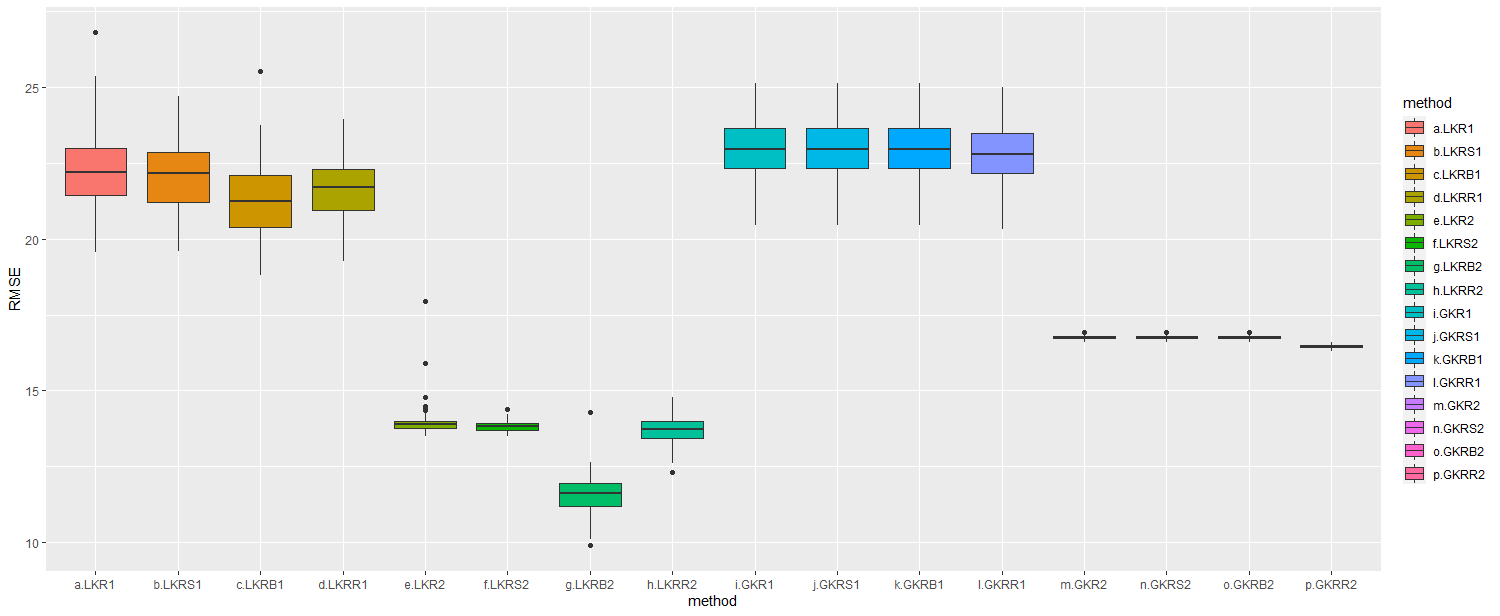 RMSE
25
20
15
10
a.LKR1 b.LKRS1 c.LKRB1 d.LKRR1 e.LKR2 f.LKRS2 g.LKRB2 h.LKRR2 i.GKR1 j.GKRS1 k.GKRB1 l.GKRR1 m.GKR2 n.GKRS2 o.GKRB2 p.GKRR2
method
method
a.LKR1
b.LKRS1
c.LKRB1
d.LKRR1
e.LKR2
f.LKRS2
g.LKRB2
h.LKRR2
i.GKR1
j.GKRS1
k.GKRB1
l.GKRR1
m.GKR2
n.GKRS2
o.GKRB2
p.GKRR2